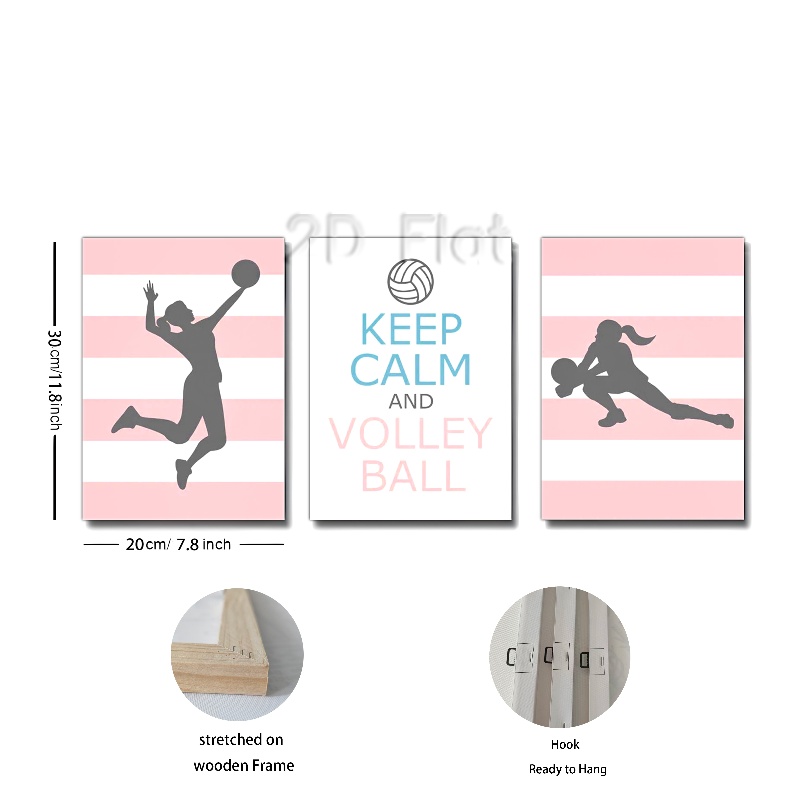 2D Flat
KEEP
CALM
AND
VOLLEY
BALL
30cm/11.8inch
20cm/ 7.8 inch
stretched on
wooden Frame
Hook
Ready to Hang